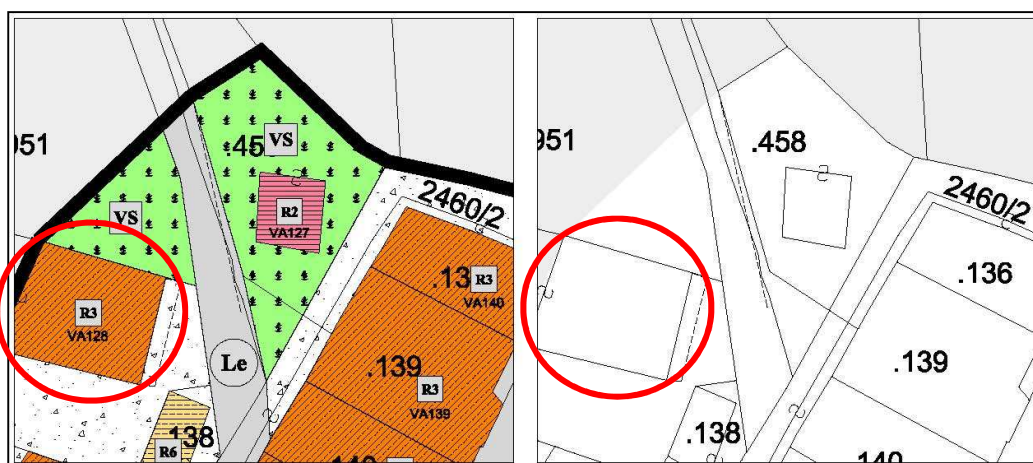 951
.45
VS
VS
R2
VA127
2460/2
R3
VA128
.13
R3
VA140
Le
.139
R3
VA139
.138
R6
951
.458
2460/2
.136
.139
.138